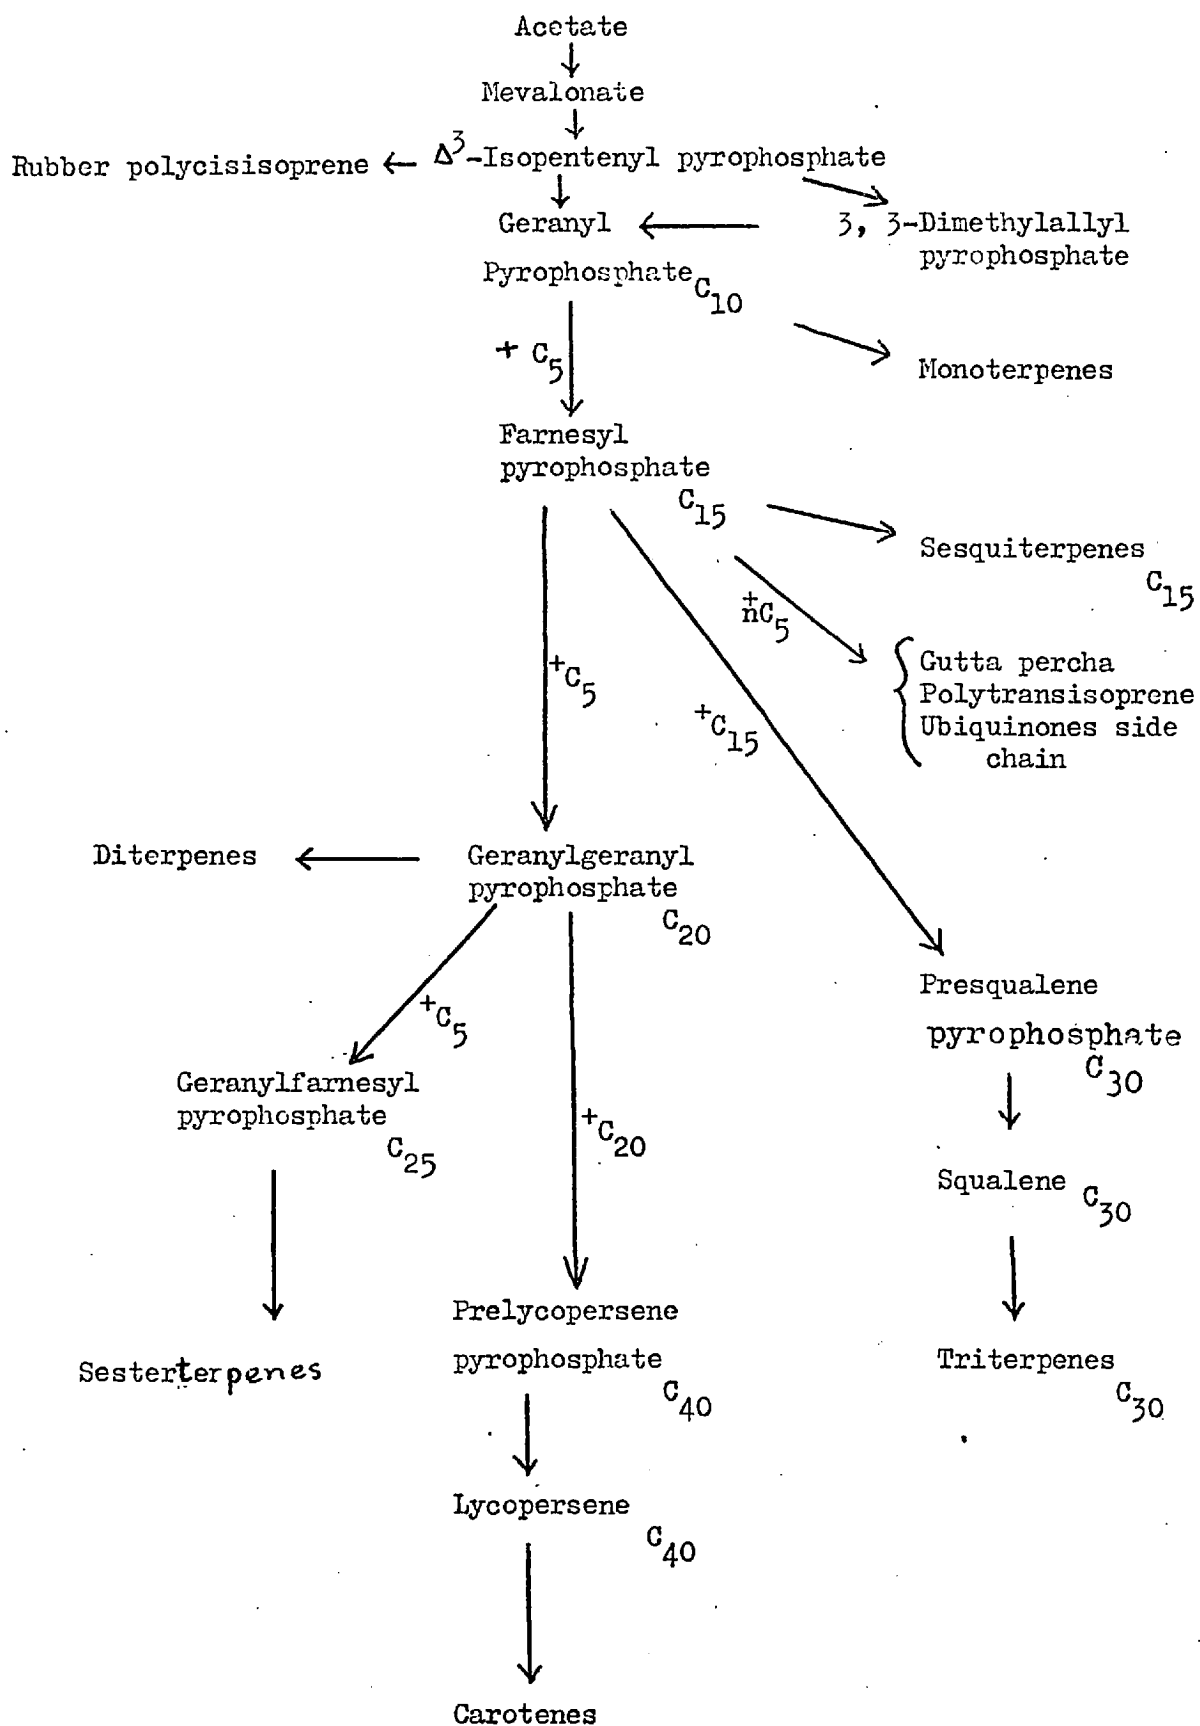 Acetate
Mevalonate
Rubber polycisisoprene ← Δ³-Isopentenyl pyrophosphate
Geranyl
3, 3-Dimethylallyl
pyrophosphate
Pyrophosphate C₁₀
+ C₅
Monoterpenes
Farnesyl
pyrophosphate
C₁₅
Sesquiterpenes
C₁₅
+
nC₅
Gutta percha
Polytransisoprene
Ubiquinones side
chain
+C₅
+C₁₅
Diterpenes
Geranylgeranyl
pyrophosphate
C₂₀
Presqualene
pyrophosphate
C₃₀
+C₅
Geranylfarnesyl
pyrophosphate
C₂₅
+C₂₀
Squalene C₃₀
Prelycopersene
pyrophosphate
C₄₀
Sesterterpenes
Triterpenes
C₃₀
Lycopersene
C₄₀
Carotenes